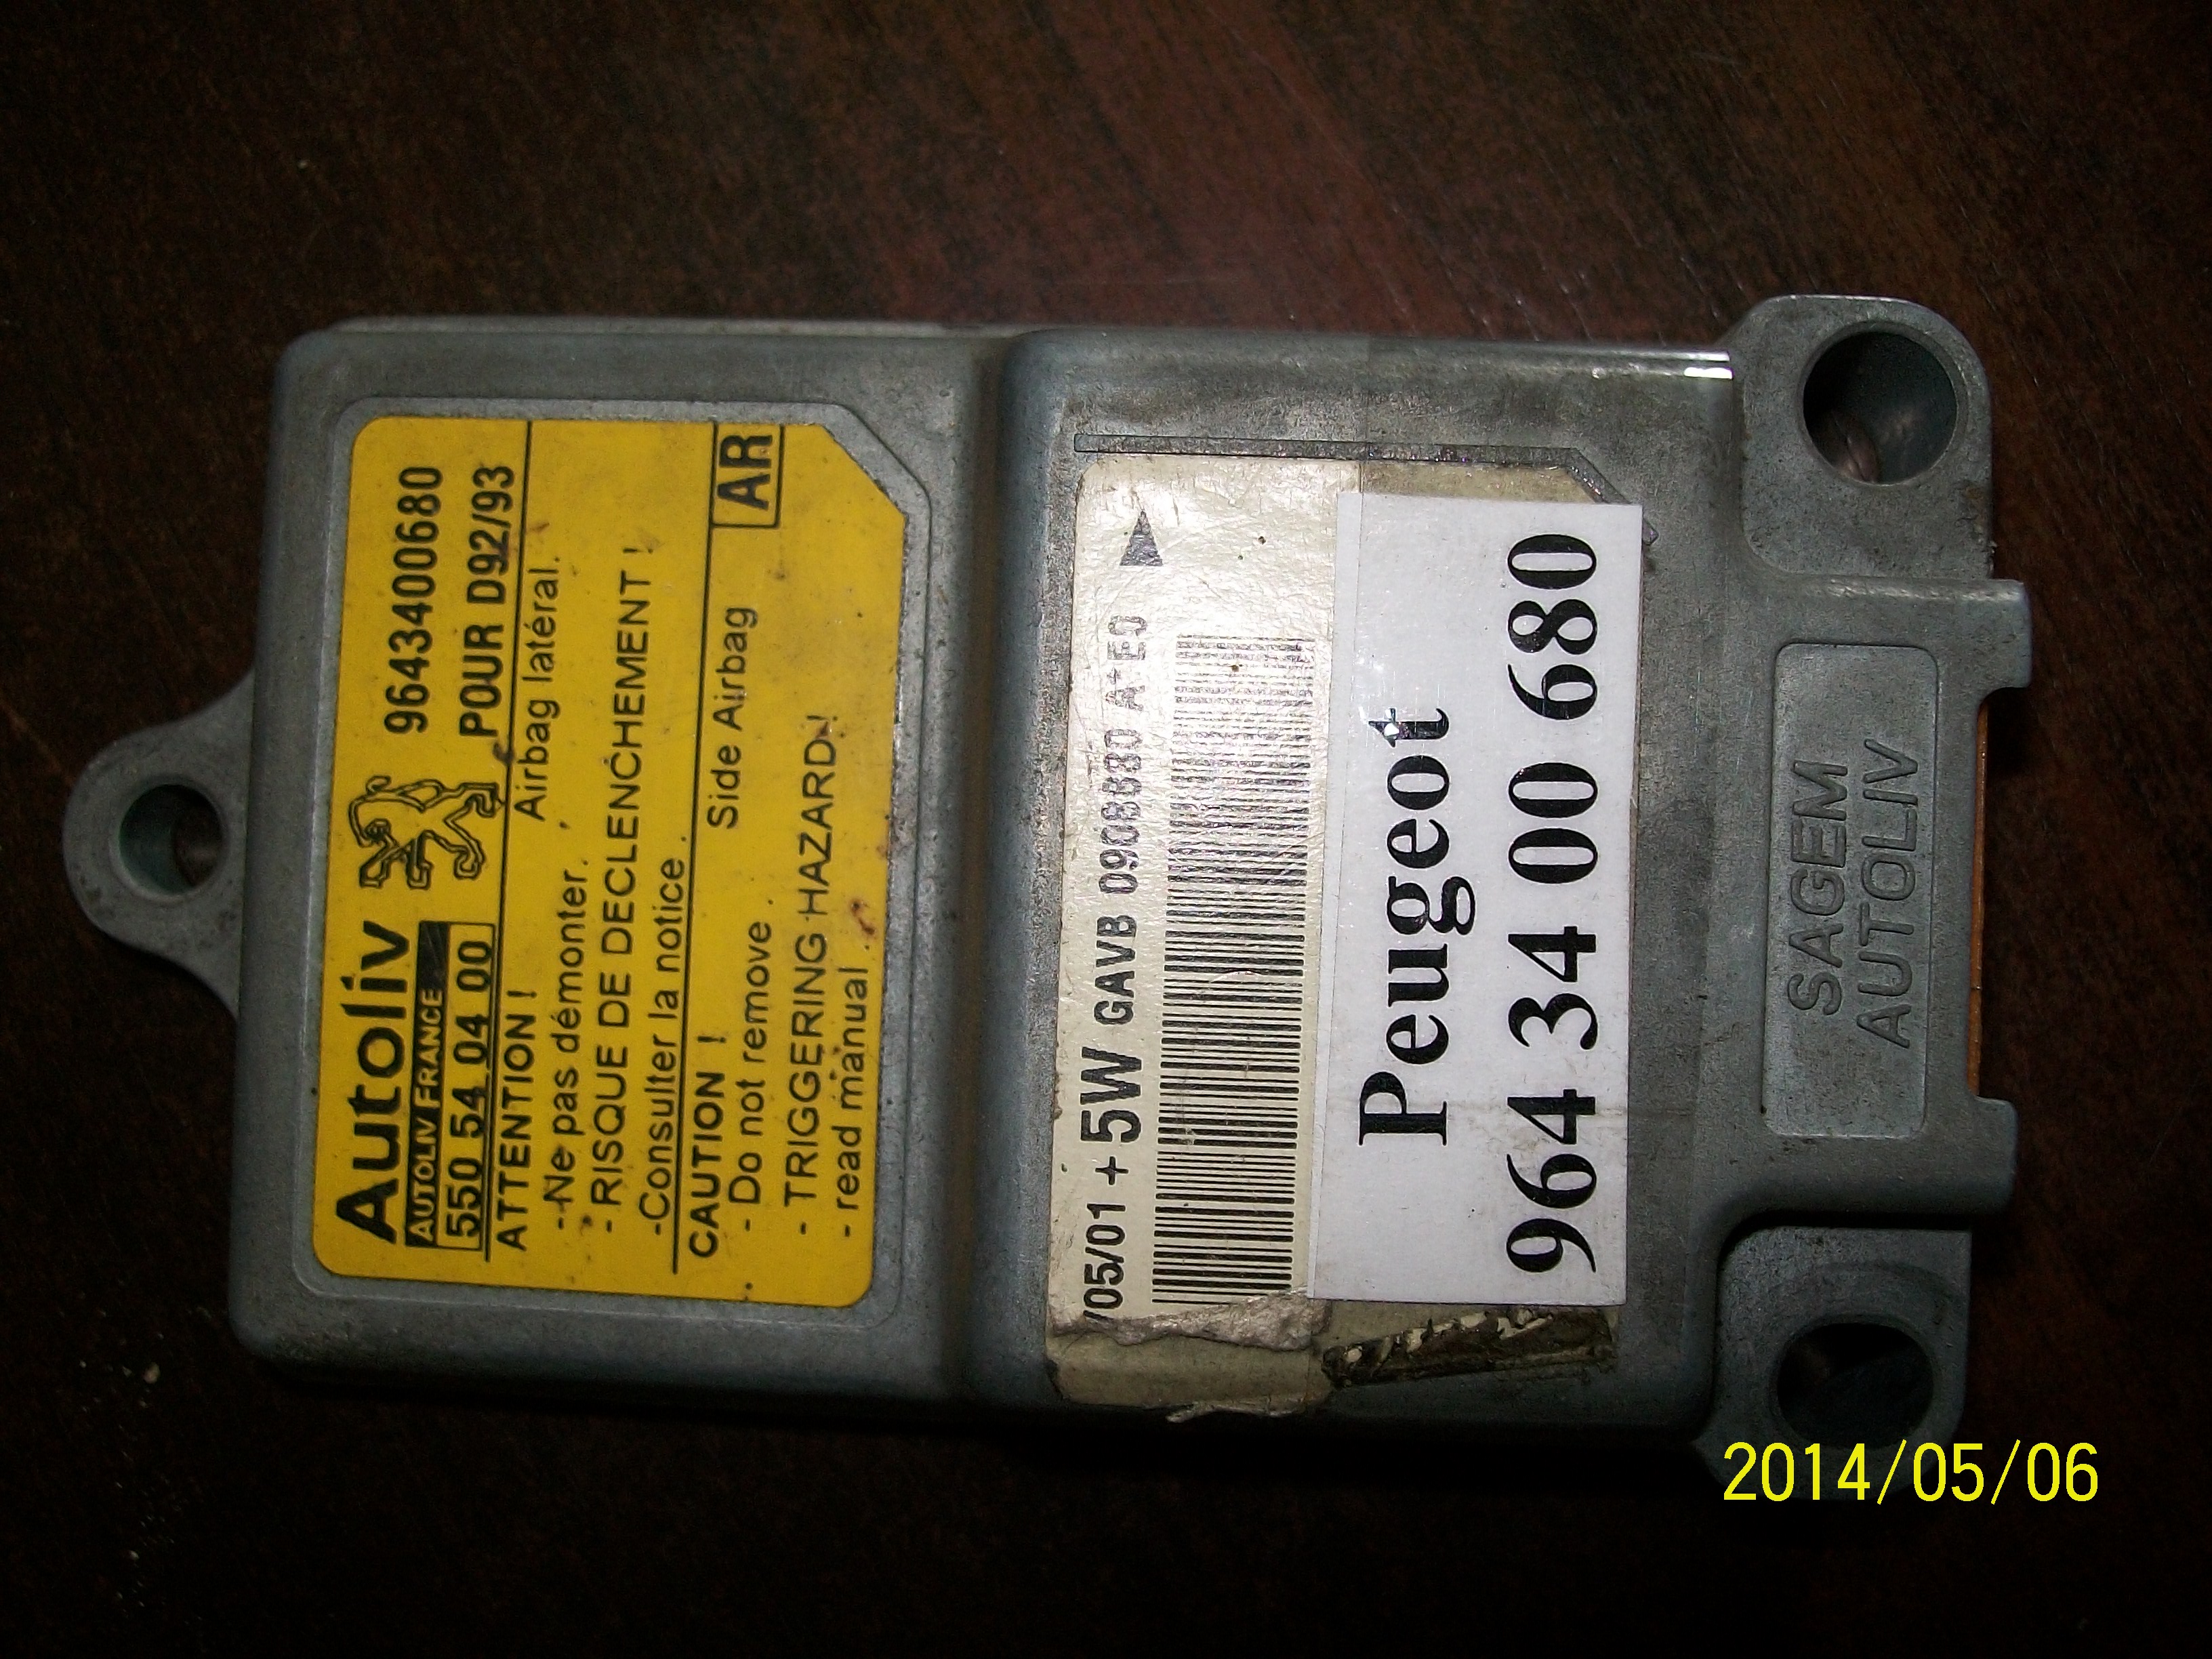 Autoliv
AUTOLIV FRANCE
550 54 04 00
9643400680
POUR D92/93
ATTENTION ! Airbag latéral.
-Ne pas démonter.
- RISQUE DE DECLENCHEMENT !
-Consulter la notice.
CAUTION ! Side Airbag AR
- Do not remove.
- TRIGGERING HAZARD!
- read manual.
/05/01 + 5W GAVB 0908880 A*E0
Peugeot
964 34 00 680
SAGEM
AUTOLIV
2014/05/06